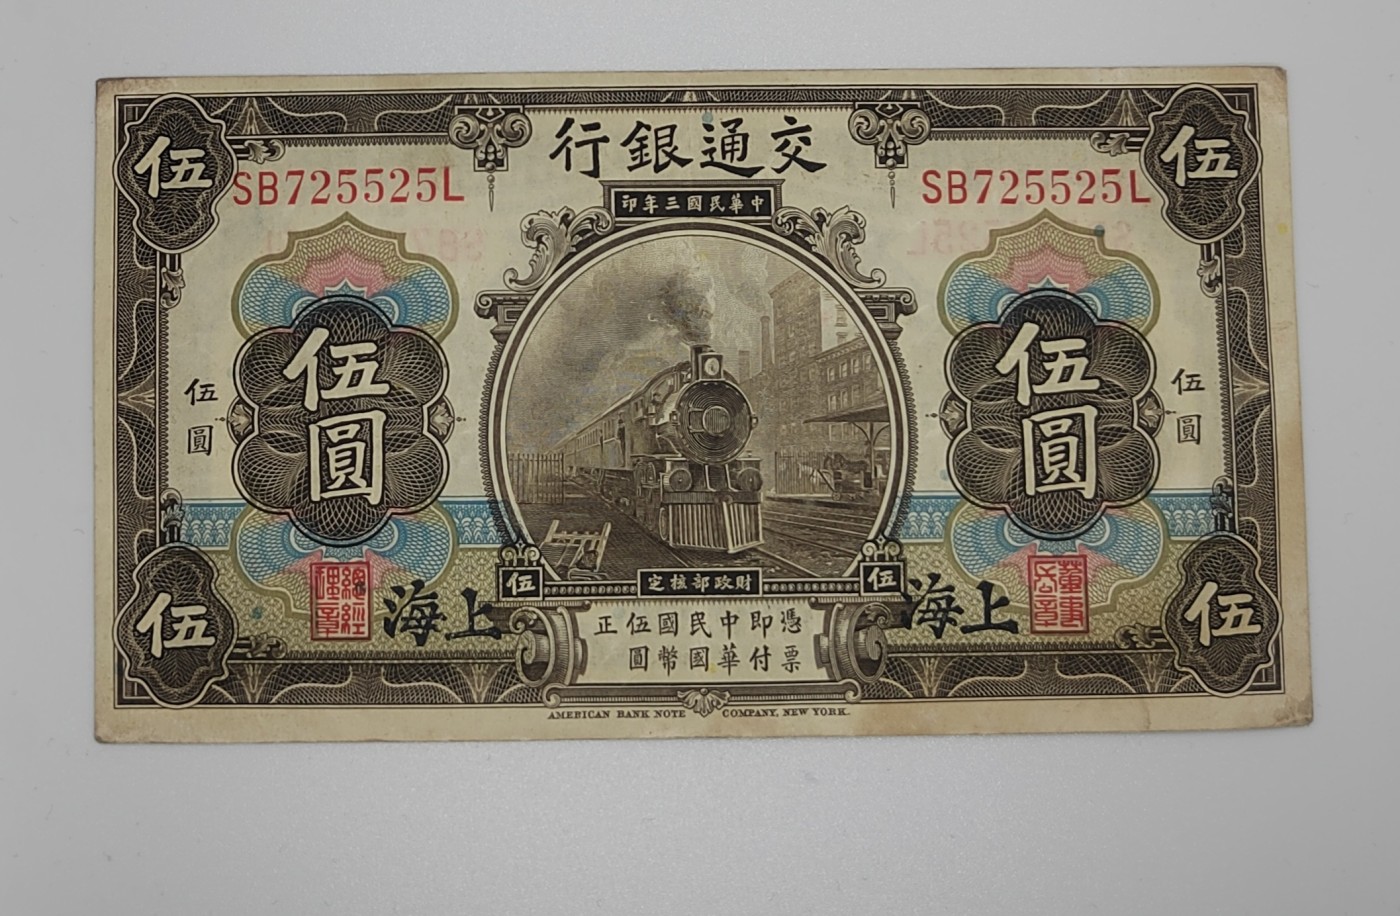 交通銀行
中華民國三年印
SB725525L
SB725525L
伍
伍
伍圓
伍圓
伍圓
伍圓
財政部核定
伍
伍
上海
上海
總經理章
董事長章
憑票即付中華民國國幣伍圓正
伍
伍
AMERICAN BANK NOTE COMPANY, NEW YORK.